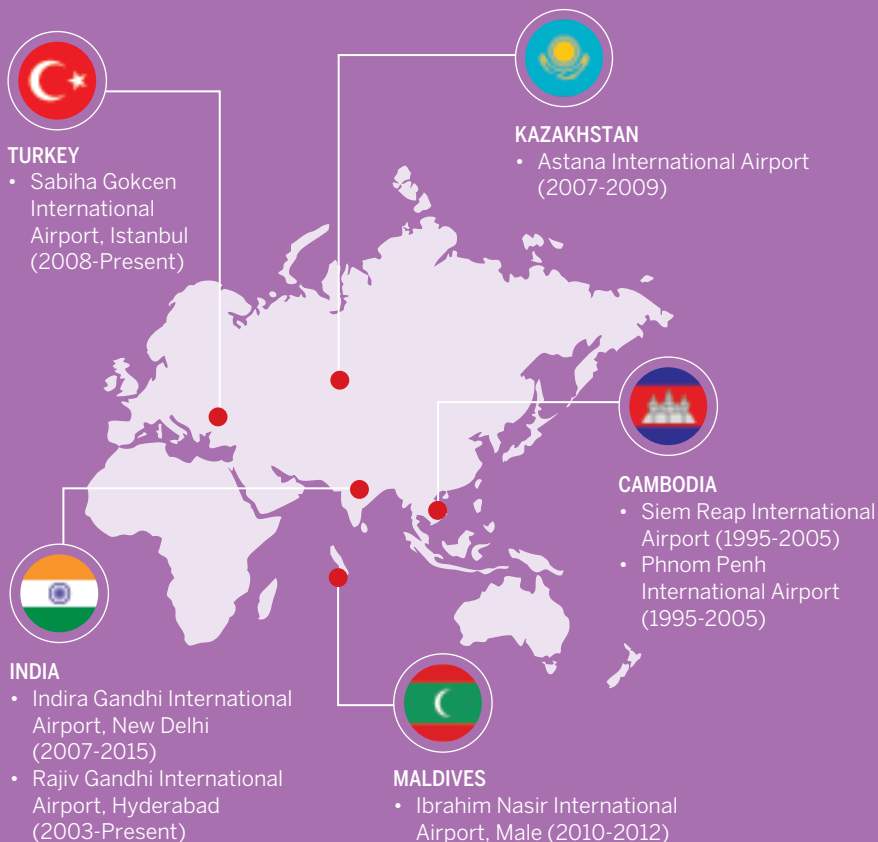 TURKEY
• Sabiha Gokcen
International
Airport, Istanbul
(2008-Present)
KAZAKHSTAN
• Astana International Airport
(2007-2009)
CAMBODIA
• Siem Reap International
Airport (1995-2005)
• Phnom Penh
International Airport
(1995-2005)
INDIA
• Indira Gandhi International
Airport, New Delhi
(2007-2015)
• Rajiv Gandhi International
Airport, Hyderabad
(2003-Present)
MALDIVES
• Ibrahim Nasir International
Airport, Male (2010-2012)